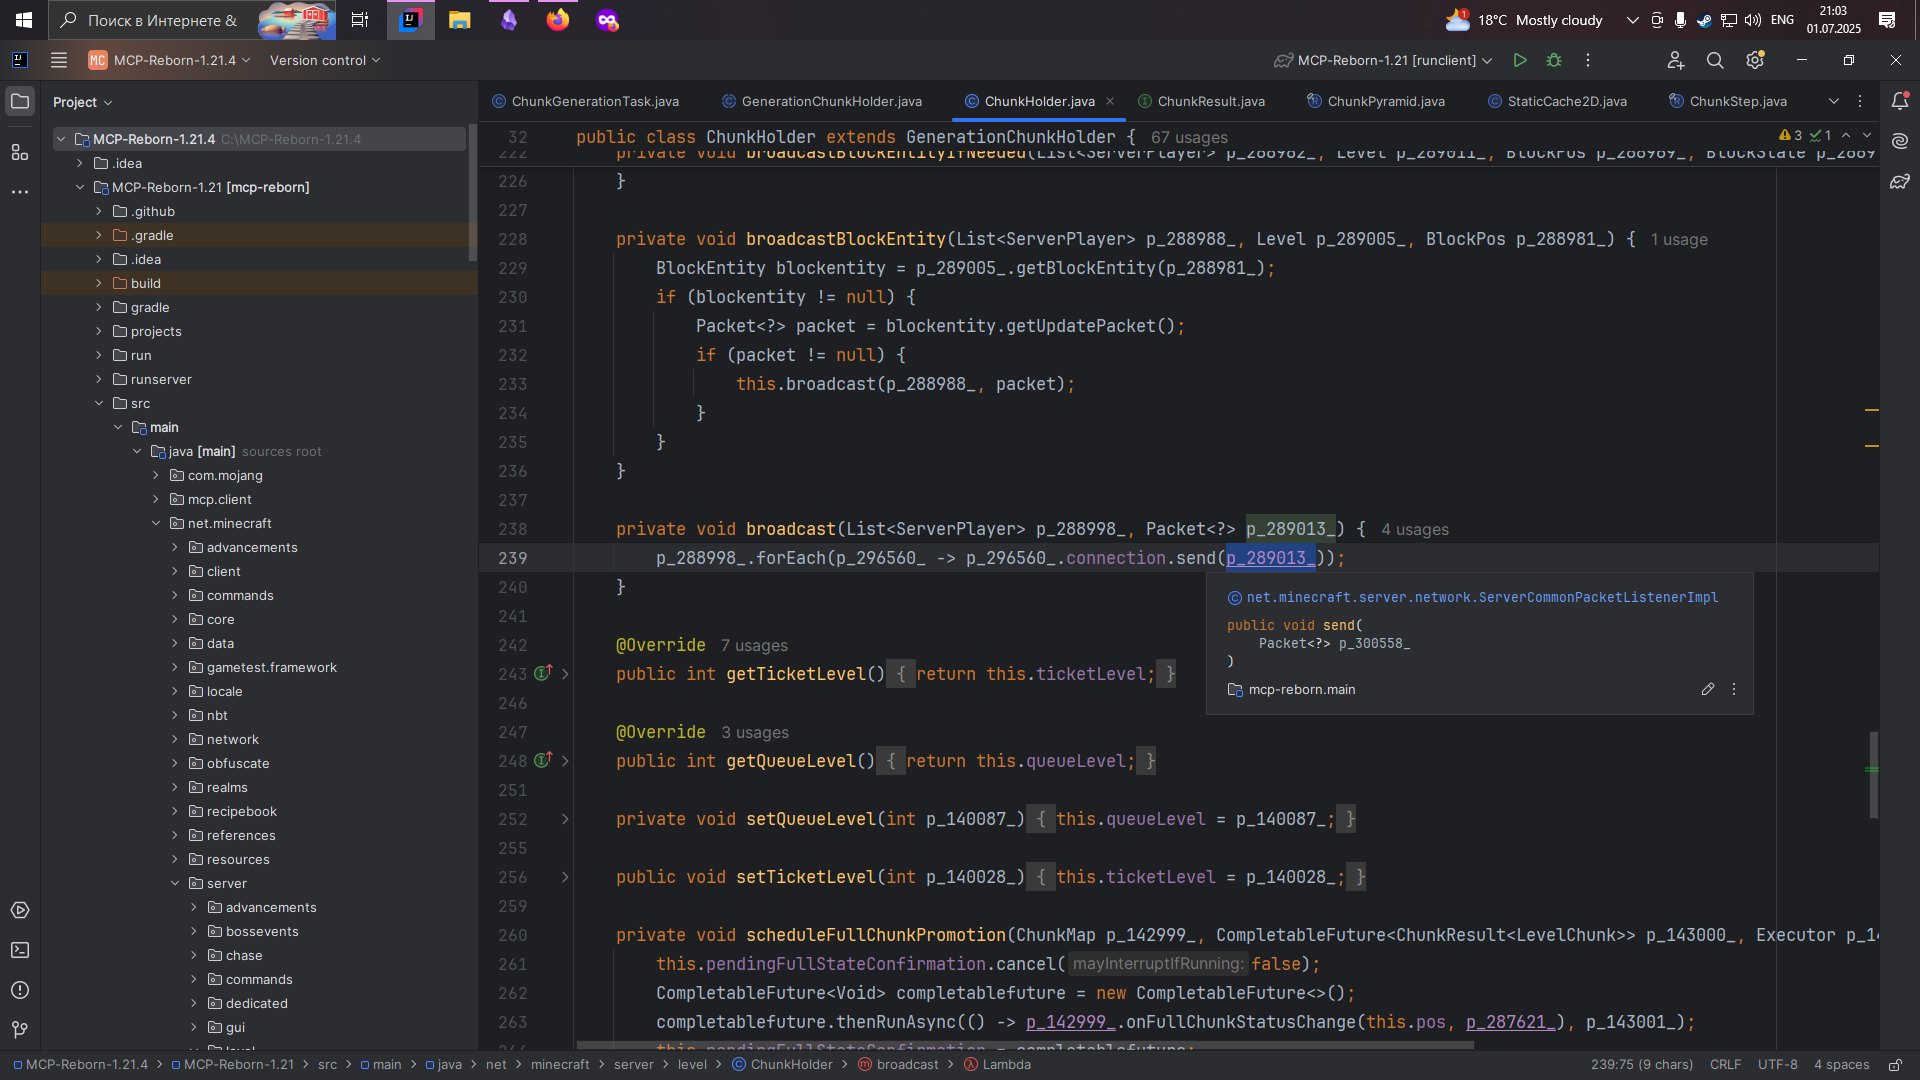 Поиск в Интернете &
18°C Mostly cloudy
ENG
21:03
01.07.2025
MC MCP-Reborn-1.21.4
Version control
MCP-Reborn-1.21 [runclient]
Project
ChunkGenerationTask.java
GenerationChunkHolder.java
ChunkHolder.java
ChunkResult.java
ChunkPyramid.java
StaticCache2D.java
ChunkStep.java
MCP-Reborn-1.21.4 C:\MCP-Reborn-1.21.4
.idea
MCP-Reborn-1.21 [mcp-reborn]
.github
.gradle
.idea
build
gradle
projects
run
runserver
src
main
java [main] sources root
com.mojang
mcp.client
net.minecraft
advancements
client
commands
core
data
gametest.framework
locale
nbt
network
obfuscate
realms
recipebook
references
resources
server
advancements
bossevents
chase
commands
dedicated
gui
level
32 public class ChunkHolder extends GenerationChunkHolder { 67 usages
3 1
222 private void broadcastBlockEntityIfNeeded(List<ServerPlayer> p_288982_, Level p_289011_, BlockPos p_288969_, BlockState p_288
226 }
227
228 private void broadcastBlockEntity(List<ServerPlayer> p_288988_, Level p_289005_, BlockPos p_288981_) { 1 usage
229 BlockEntity blockentity = p_289005_.getBlockEntity(p_288981_);
230 if (blockentity != null) {
231 Packet<?> packet = blockentity.getUpdatePacket();
232 if (packet != null) {
233 this.broadcast(p_288988_, packet);
234 }
235 }
236 }
237
238 private void broadcast(List<ServerPlayer> p_288998_, Packet<?> p_289013_) { 4 usages
239 p_288998_.forEach(p_296560_ -> p_296560_.connection.send(p_289013_));
240 }
241
242 @Override 7 usages
243 public int getTicketLevel() { return this.ticketLevel; }
246
247 @Override 3 usages
248 public int getQueueLevel() { return this.queueLevel; }
251
252 private void setQueueLevel(int p_140087_) { this.queueLevel = p_140087_; }
255
256 public void setTicketLevel(int p_140028_) { this.ticketLevel = p_140028_; }
259
260 private void scheduleFullChunkPromotion(ChunkMap p_142999_, CompletableFuture<ChunkResult<LevelChunk>> p_143000_, Executor p_14
261 this.pendingFullStateConfirmation.cancel( mayInterruptIfRunning: false);
262 CompletableFuture<Void> completablefuture = new CompletableFuture<>();
263 completablefuture.thenRunAsync(() -> p_142999_.onFullChunkStatusChange(this.pos, p_287621_), p_143001_);
264 this.pendingFullStateConfirmation = completablefuture;
net.minecraft.server.network.ServerCommonPacketListenerImpl
public void send(
Packet<?> p_300558_
)
mcp-reborn.main
MCP-Reborn-1.21.4 > MCP-Reborn-1.21 > src > main > java > net > minecraft > server > level > ChunkHolder > broadcast > Lambda
239:75 (9 chars) CRLF UTF-8 4 spaces